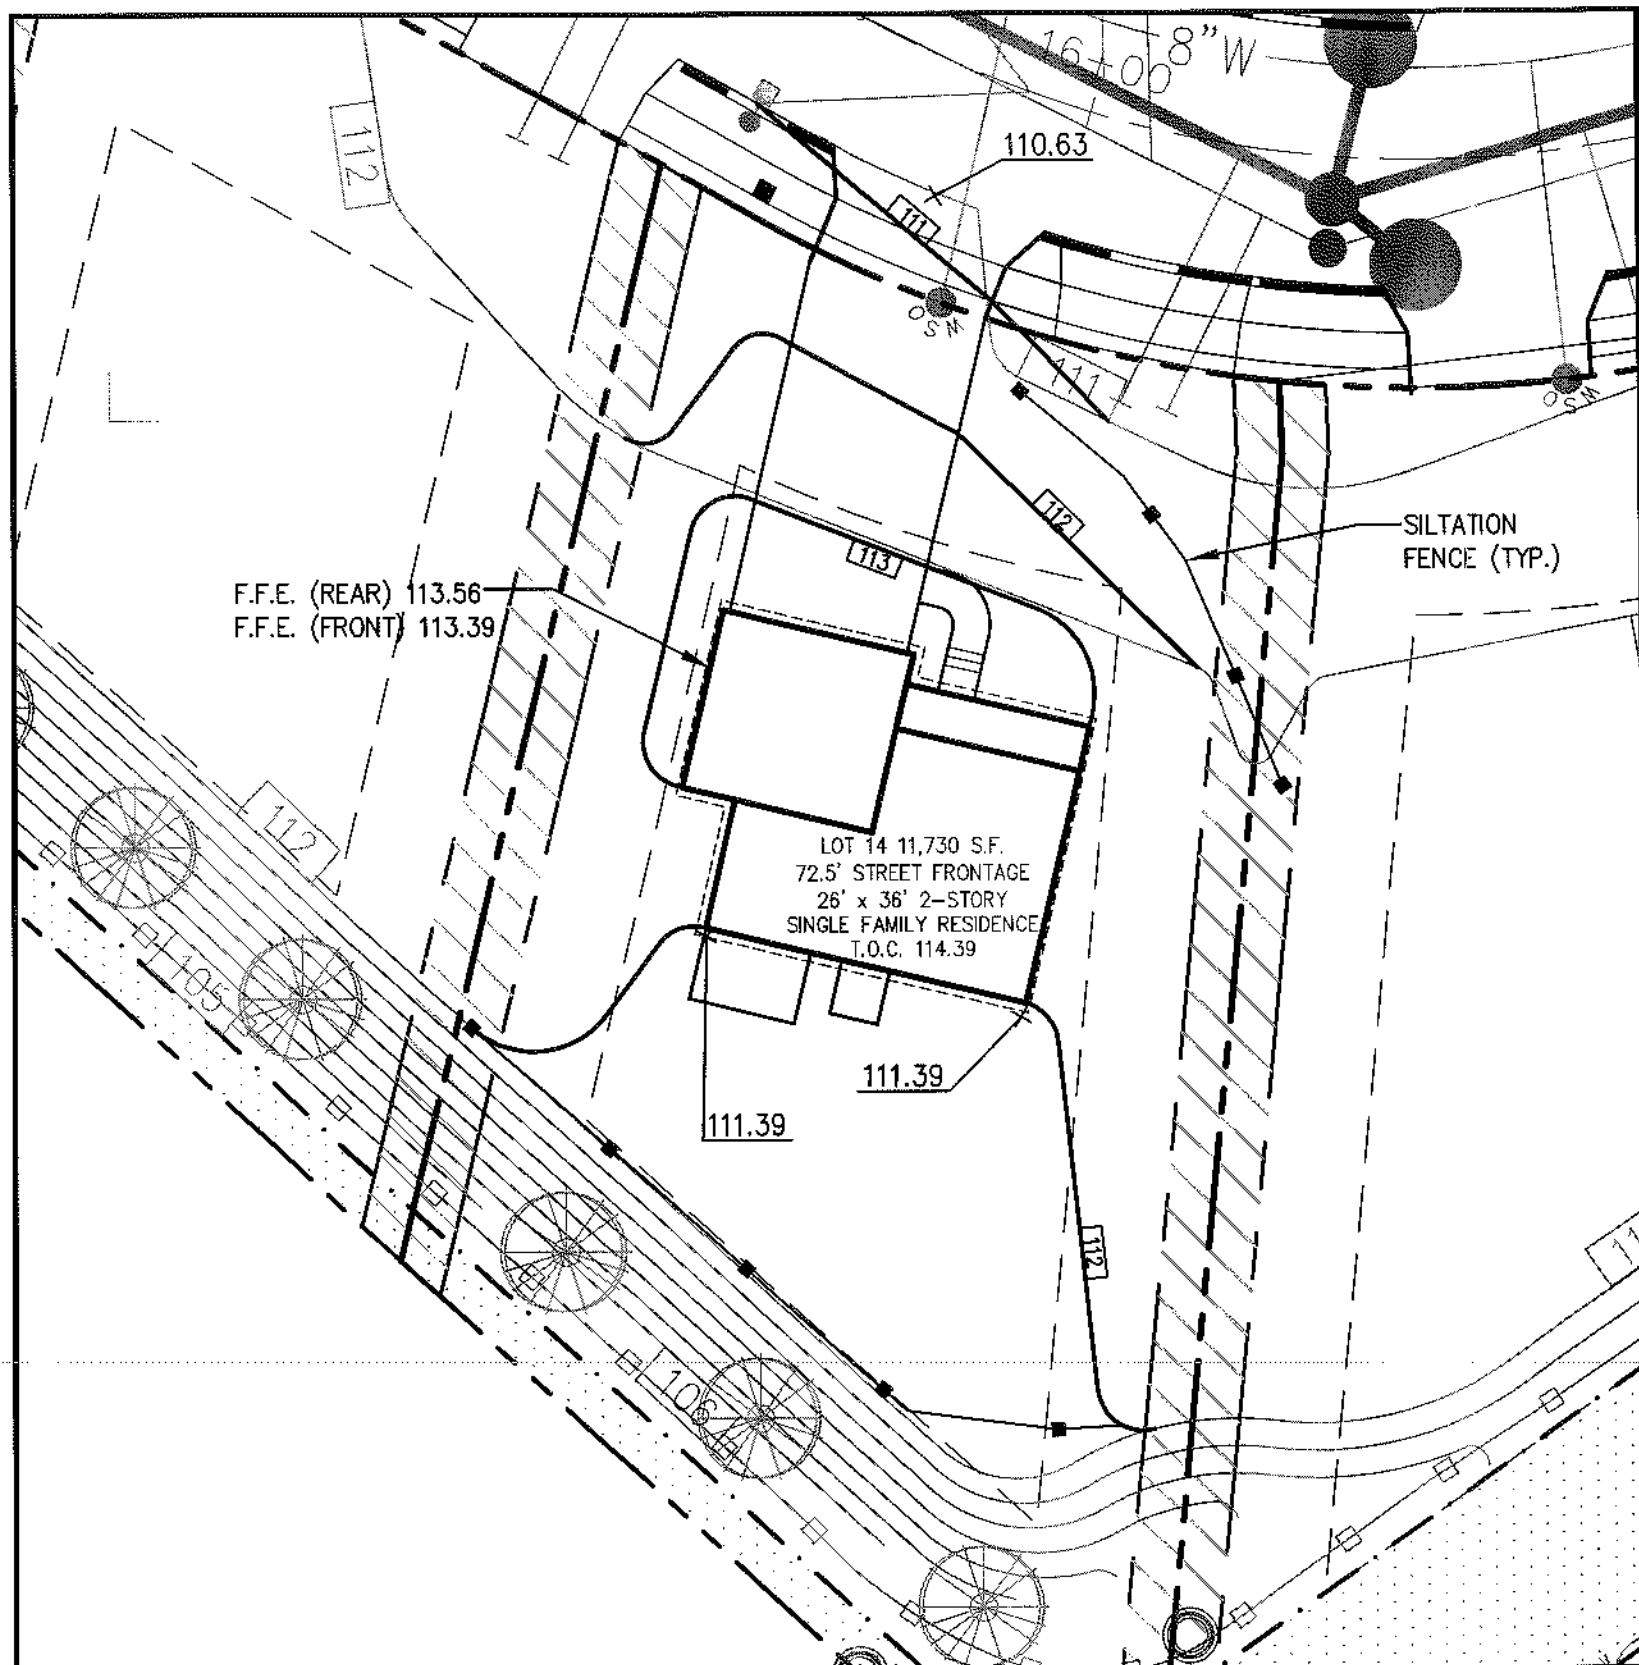 16+00
8"W
112
110.63
111
WSO
111
WSO
112
SILTATION
FENCE (TYP.)
113
F.F.E. (REAR) 113.56
F.F.E. (FRONT) 113.39
112
LOT 14 11,730 S.F.
72.5' STREET FRONTAGE
26' x 36' 2-STORY
SINGLE FAMILY RESIDENCE
T.O.C. 114.39
105
111.39
111.39
112
106